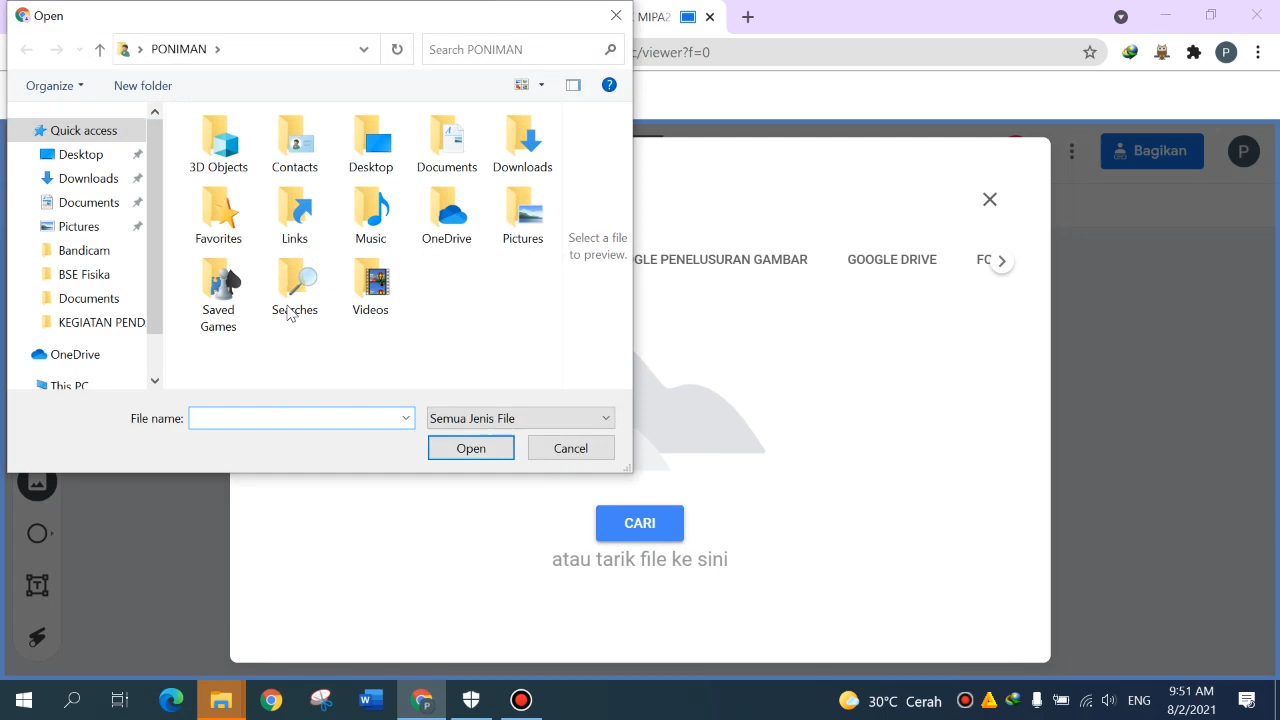 Open
MIPA2
PONIMAN
Search PONIMAN
c/viewer?f=0
P
Organize
New folder
Quick access
Desktop
Downloads
Documents
Pictures
Bandicam
BSE Fisika
Documents
KEGIATAN PEND
OneDrive
This PC
3D Objects
Contacts
Desktop
Documents
Downloads
Favorites
Links
Music
OneDrive
Pictures
Saved
Games
Searches
Videos
Select a file
to preview.
File name:
Semua Jenis File
Open
Cancel
Bagikan
P
GLE PENELUSURAN GAMBAR
GOOGLE DRIVE
FO
CARI
atau tarik file ke sini
30°C Cerah
ENG
9:51 AM
8/2/2021